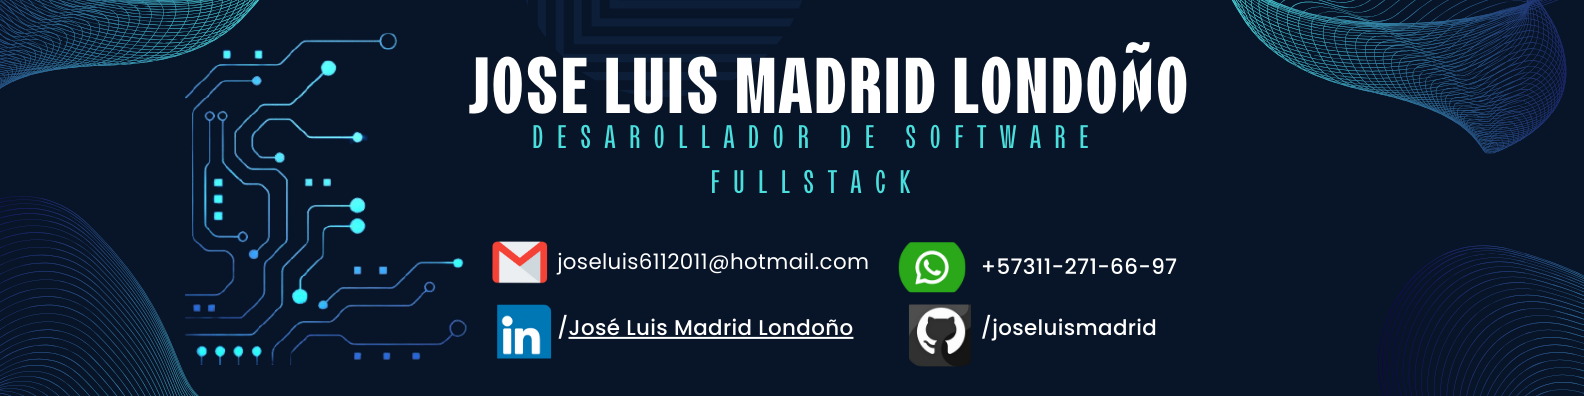 JOSE LUIS MADRID LONDOÑO
DESAROLLADOR DE SOFTWARE
FULLSTACK
joseluis6112011@hotmail.com
+57311-271-66-97
in /José Luis Madrid Londoño
/joseluismadrid